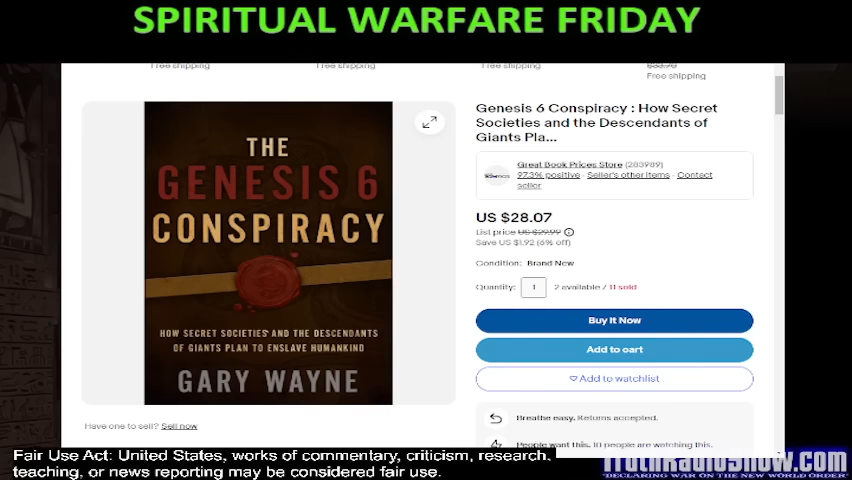 SPIRITUAL WARFARE FRIDAY
Free shipping
Free shipping
Free shipping
Free shipping
THE
GENESIS 6
CONSPIRACY
HOW SECRET SOCIETIES AND THE DESCENDANTS
OF GIANTS PLAN TO ENSLAVE HUMANKIND
GARY WAYNE
Have one to sell? Sell now
Genesis 6 Conspiracy : How Secret
Societies and the Descendants of
Giants Pla...
Great Book Prices Store (283989)
97.3% positive · Seller's other items · Contact
seller
US $28.07
List price US $29.99
Save US $1.92 (6% off)
Condition: Brand New
Quantity: 1 2 available / 11 sold
Buy It Now
Add to cart
Add to watchlist
Breathe easy. Returns accepted.
People want this. 10 people are watching this.
Fair Use Act: United States, works of commentary, criticism, research,
teaching, or news reporting may be considered fair use.
TruthRadioShow.com
DECLARING WAR ON THE NEW WORLD ORDER